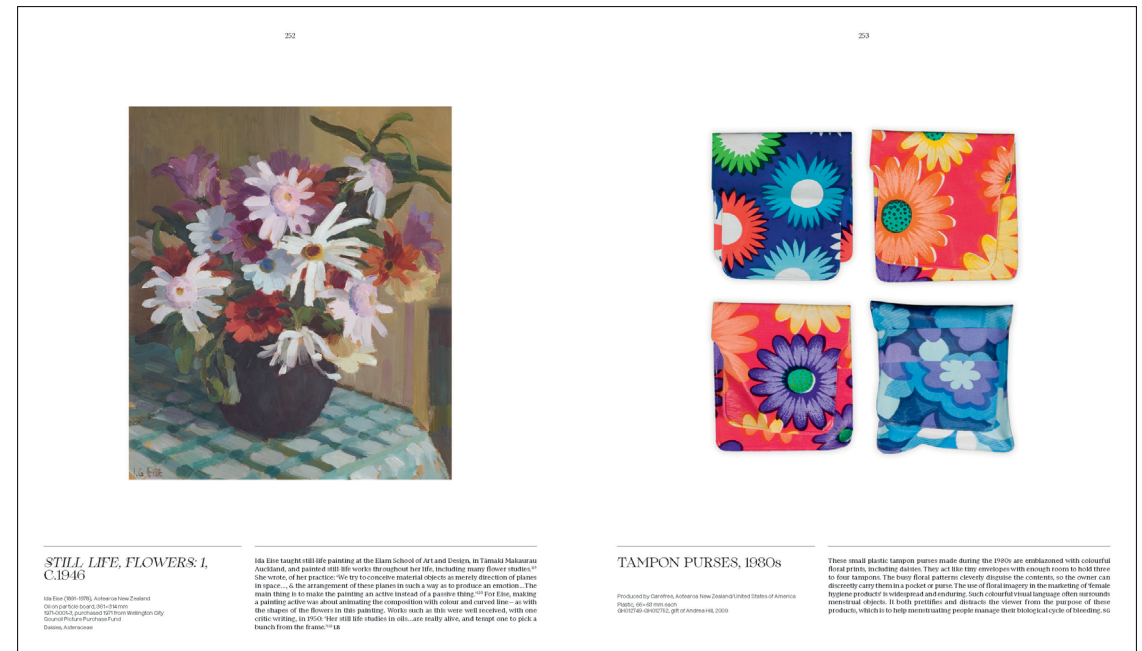 252
I.G. EISE
STILL LIFE, FLOWERS: 1,
C.1946
Ida Eise (1891–1978), Aotearoa New Zealand
Oil on particle board, 361 × 314 mm
1971-0001-3, purchased 1971 from Wellington City
Council Picture Purchase Fund
Daisies, Asteraceae
Ida Eise taught still-life painting at the Elam School of Art and Design, in Tāmaki Makaurau
Auckland, and painted still-life works throughout her life, including many flower studies.
She wrote, of her practice: ‘We try to conceive material objects as merely direction of planes
in space…, & the arrangement of these planes in such a way as to produce an emotion…The
main thing is to make the painting an active instead of a passive thing.’ For Eise, making
a painting active was about animating the composition with colour and curved line — as with
the shapes of the flowers in this painting. Works such as this were well received, with one
critic writing, in 1950: ‘Her still life studies in oils…are really alive, and tempt one to pick a
bunch from the frame.’ LB
253
TAMPON PURSES, 1980s
Produced by Carefree, Aotearoa New Zealand/United States of America
Plastic, 66 × 61 mm each
GH012749-GH012752, gift of Andrea Hill, 2009
These small plastic tampon purses made during the 1980s are emblazoned with colourful
floral prints, including daisies. They act like tiny envelopes with enough room to hold three
to four tampons. The busy floral patterns cleverly disguise the contents, so the owner can
discreetly carry them in a pocket or purse. The use of floral imagery in the marketing of ‘female
hygiene products’ is widespread and enduring. Such colourful visual language often surrounds
menstrual objects. It both prettifies and distracts the viewer from the purpose of these
products, which is to help menstruating people manage their biological cycle of bleeding. SG